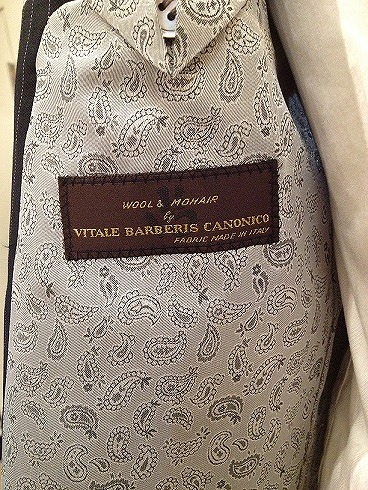 WOOL & MOHAIR
by
VITALE BARBERIS CANONICO
FABRIC MADE IN ITALY